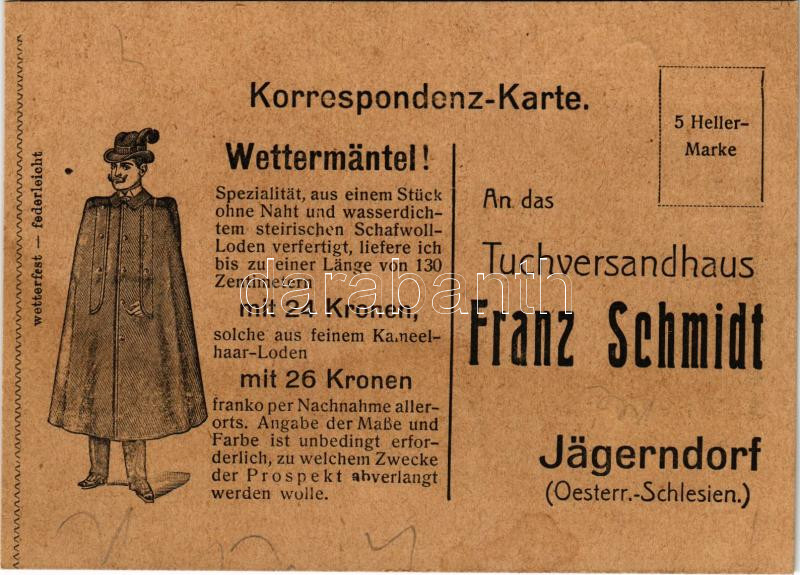 Korrespondenz-Karte.
5 Heller-
Marke
wetterfest — federleicht
Wettermäntel!
Spezialität, aus einem Stück
ohne Naht und wasserdich-
tem steirischen Schafwoll-
Loden verfertigt, liefere ich
bis zu einer Länge von 130
Zentimetern
mit 24 Kronen,
solche aus feinem Kameel-
haar-Loden
mit 26 Kronen
franko per Nachnahme aller-
orts. Angabe der Maße und
Farbe ist unbedingt erfor-
derlich, zu welchem Zwecke
der Prospekt abverlangt
werden wolle.
An das
Tuchversandhaus
Franz Schmidt
Jägerndorf
(Oesterr.-Schlesien.)
darabanth